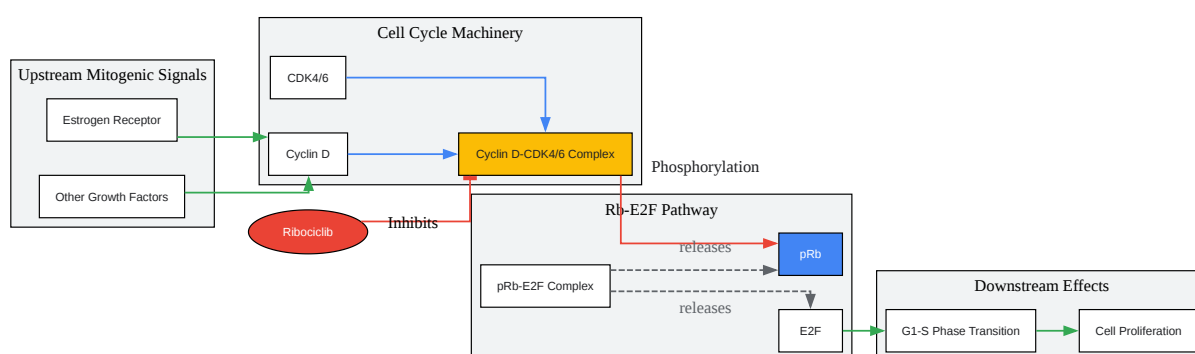 Upstream Mitogenic Signals
Estrogen Receptor
Other Growth Factors
Cell Cycle Machinery
CDK4/6
Cyclin D
Cyclin D-CDK4/6 Complex
Phosphorylation
Ribociclib
Inhibits
Rb-E2F Pathway
releases
pRb
pRb-E2F Complex
releases
E2F
Downstream Effects
G1-S Phase Transition
Cell Proliferation